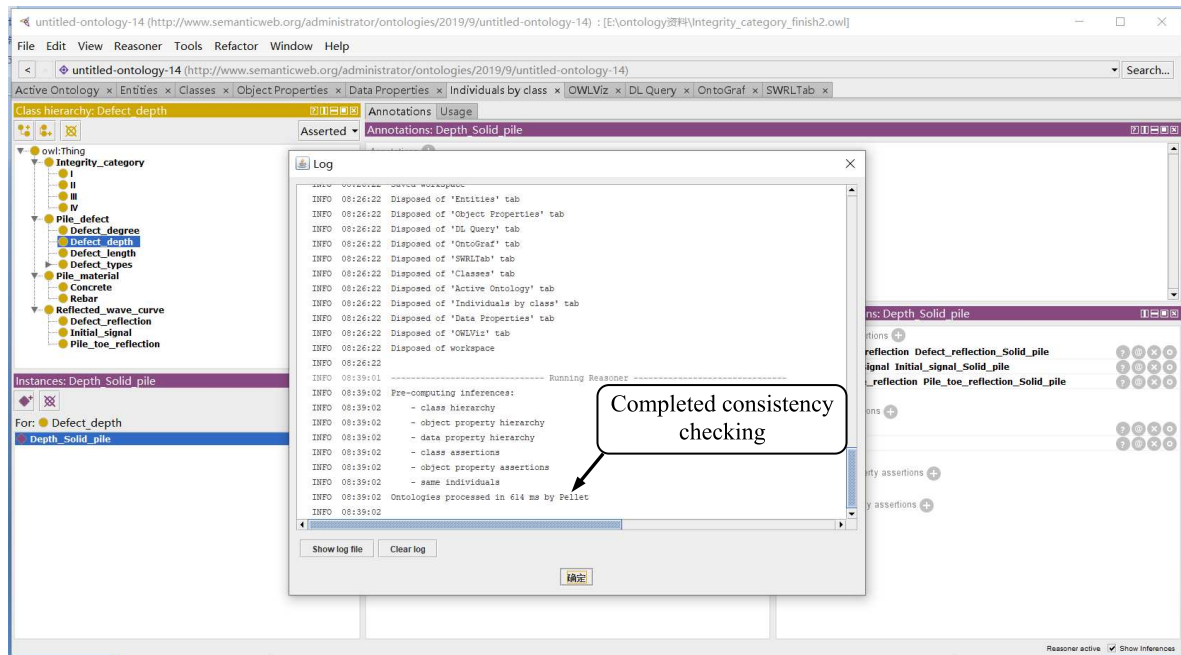 untitled-ontology-14 (http://www.semanticweb.org/administrator/ontologies/2019/9/untitled-ontology-14) : [E:\ontology资料\Integrity_category_finish2.owl]
File Edit View Reasoner Tools Refactor Window Help
< untitled-ontology-14 (http://www.semanticweb.org/administrator/ontologies/2019/9/untitled-ontology-14) Search...
Active Ontology × Entities × Classes × Object Properties × Data Properties × Individuals by class × OWLViz × DL Query × OntoGraf × SWRLTab ×
Class hierarchy: Defect_depth
Asserted
owl:Thing
Integrity_category
I
II
III
IV
Pile_defect
Defect_degree
Defect_depth
Defect_length
Defect_types
Pile_material
Concrete
Rebar
Reflected_wave_curve
Defect_reflection
Initial_signal
Pile_toe_reflection
Instances: Depth_Solid_pile
For: Defect_depth
Depth_Solid_pile
Annotations Usage
Annotations: Depth_Solid_pile
Log
INFO 08:26:22 Saved workspace
INFO 08:26:22 Disposed of 'Entities' tab
INFO 08:26:22 Disposed of 'Object Properties' tab
INFO 08:26:22 Disposed of 'DL Query' tab
INFO 08:26:22 Disposed of 'OntoGraf' tab
INFO 08:26:22 Disposed of 'SWRLTab' tab
INFO 08:26:22 Disposed of 'Classes' tab
INFO 08:26:22 Disposed of 'Active Ontology' tab
INFO 08:26:22 Disposed of 'Individuals by class' tab
INFO 08:26:22 Disposed of 'Data Properties' tab
INFO 08:26:22 Disposed of 'OWLViz' tab
INFO 08:26:22 Disposed of workspace
INFO 08:26:22
INFO 08:39:01 ------------------------------- Running Reasoner -------------------------------
INFO 08:39:02 Pre-computing inferences:
INFO 08:39:02 - class hierarchy
INFO 08:39:02 - object property hierarchy
INFO 08:39:02 - data property hierarchy
INFO 08:39:02 - class assertions
INFO 08:39:02 - object property assertions
INFO 08:39:02 - same individuals
INFO 08:39:02 Ontologies processed in 614 ms by Pellet
INFO 08:39:02
Completed consistency
checking
Show log file Clear log
确定
ns: Depth_Solid_pile
rtions
reflection Defect_reflection_Solid_pile
ignal Initial_signal_Solid_pile
_reflection Pile_toe_reflection_Solid_pile
ons
rty assertions
y assertions
Reasoner active Show Inferences